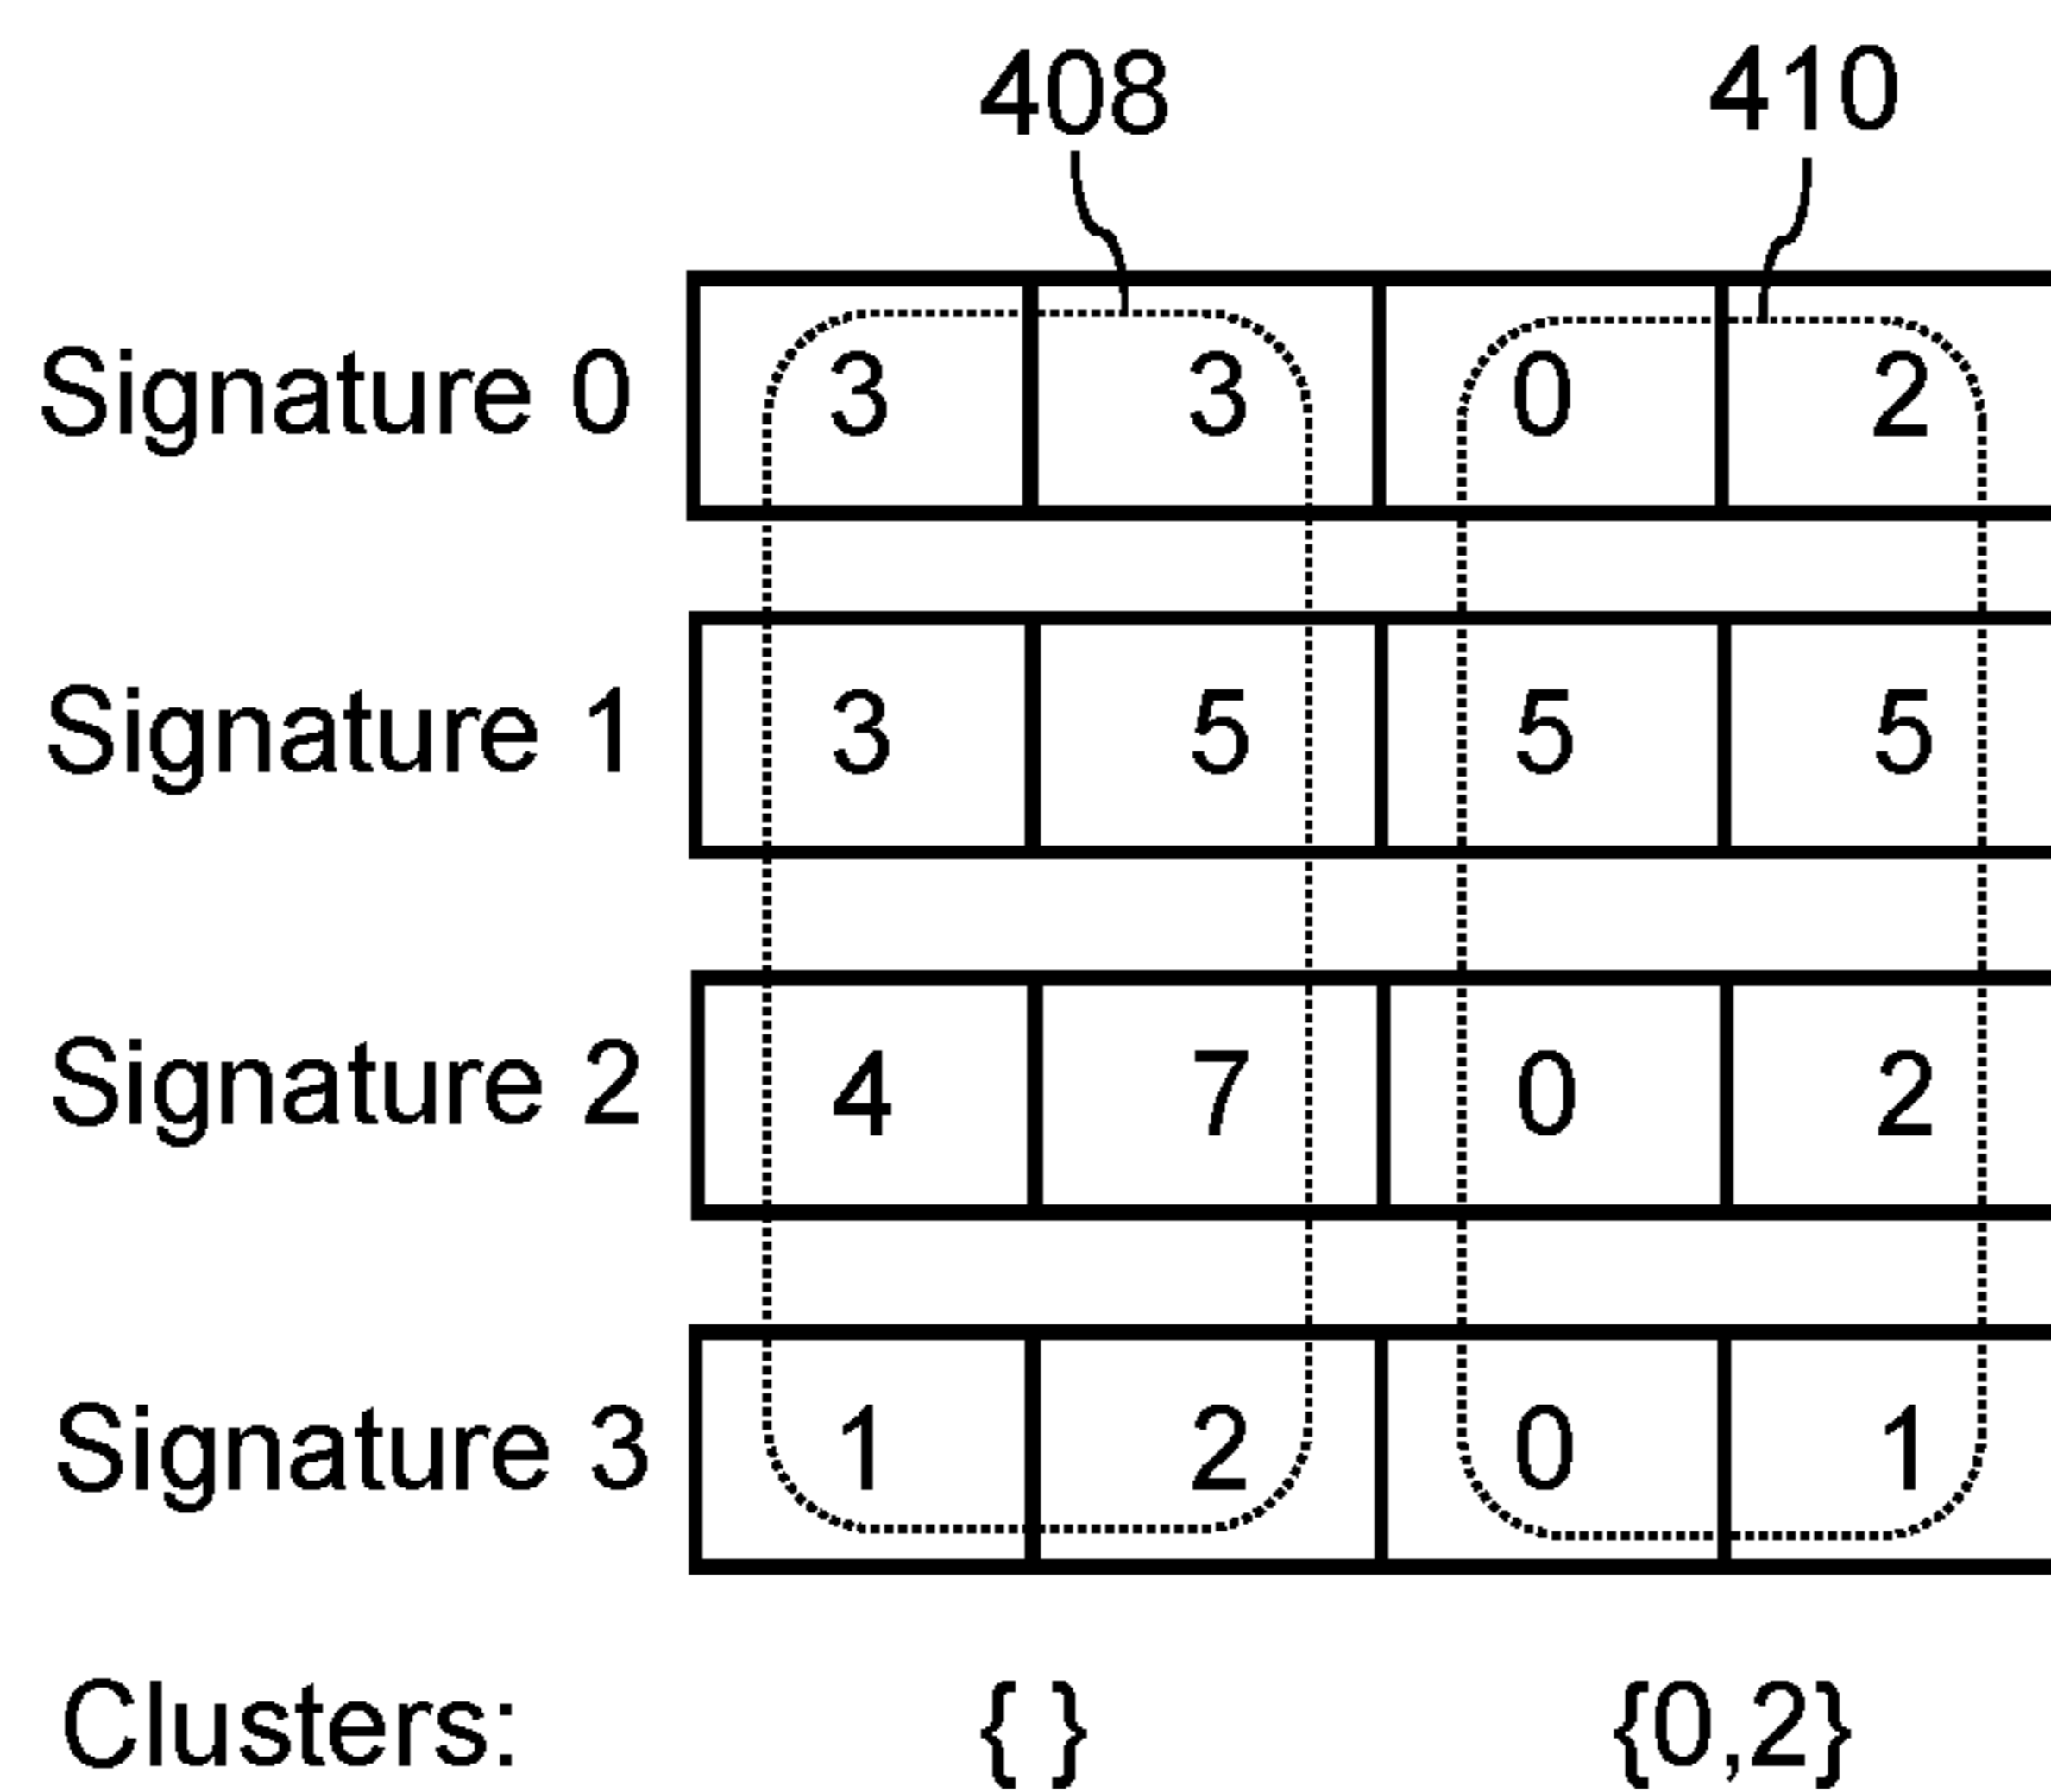 408 410
Signature 0 3 3 0 2
Signature 1 3 5 5 5
Signature 2 4 7 0 2
Signature 3 1 2 0 1
Clusters: { } {0,2}